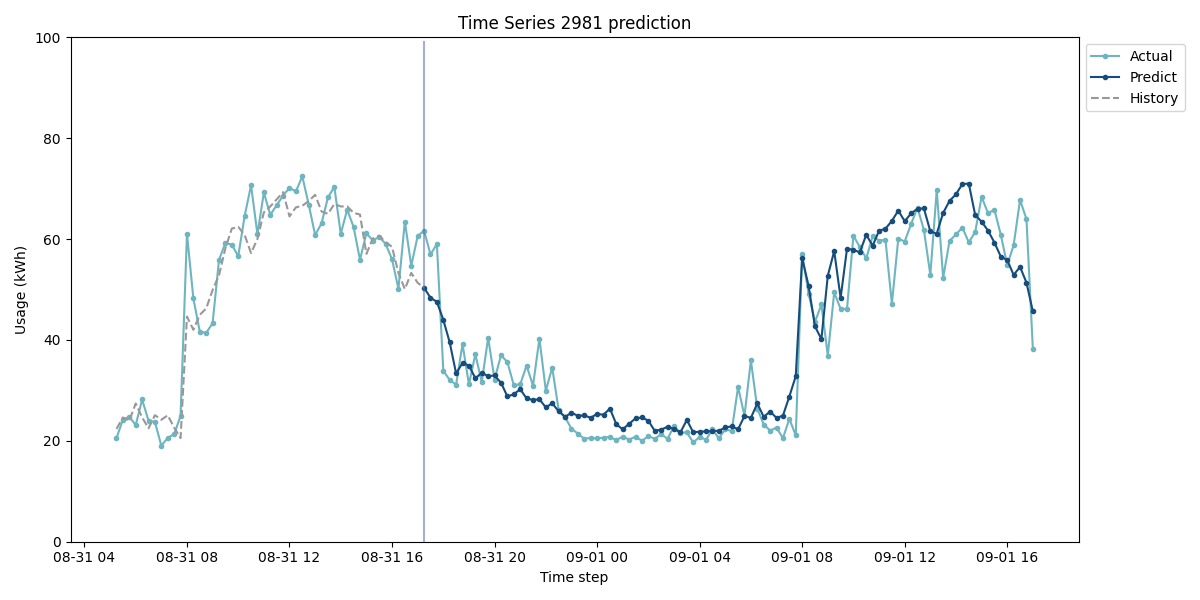 Time Series 2981 prediction
100
80
60
40
20
0
Usage (kWh)
08-31 04
08-31 08
08-31 12
08-31 16
08-31 20
09-01 00
09-01 04
09-01 08
09-01 12
09-01 16
Time step
Actual
Predict
History